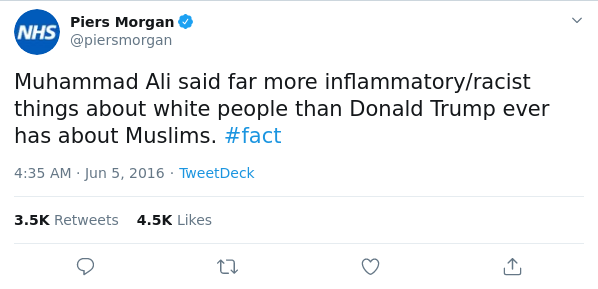 NHS
Piers Morgan
@piersmorgan
Muhammad Ali said far more inflammatory/racist
things about white people than Donald Trump ever
has about Muslims. #fact
4:35 AM · Jun 5, 2016 · TweetDeck
3.5K Retweets 4.5K Likes